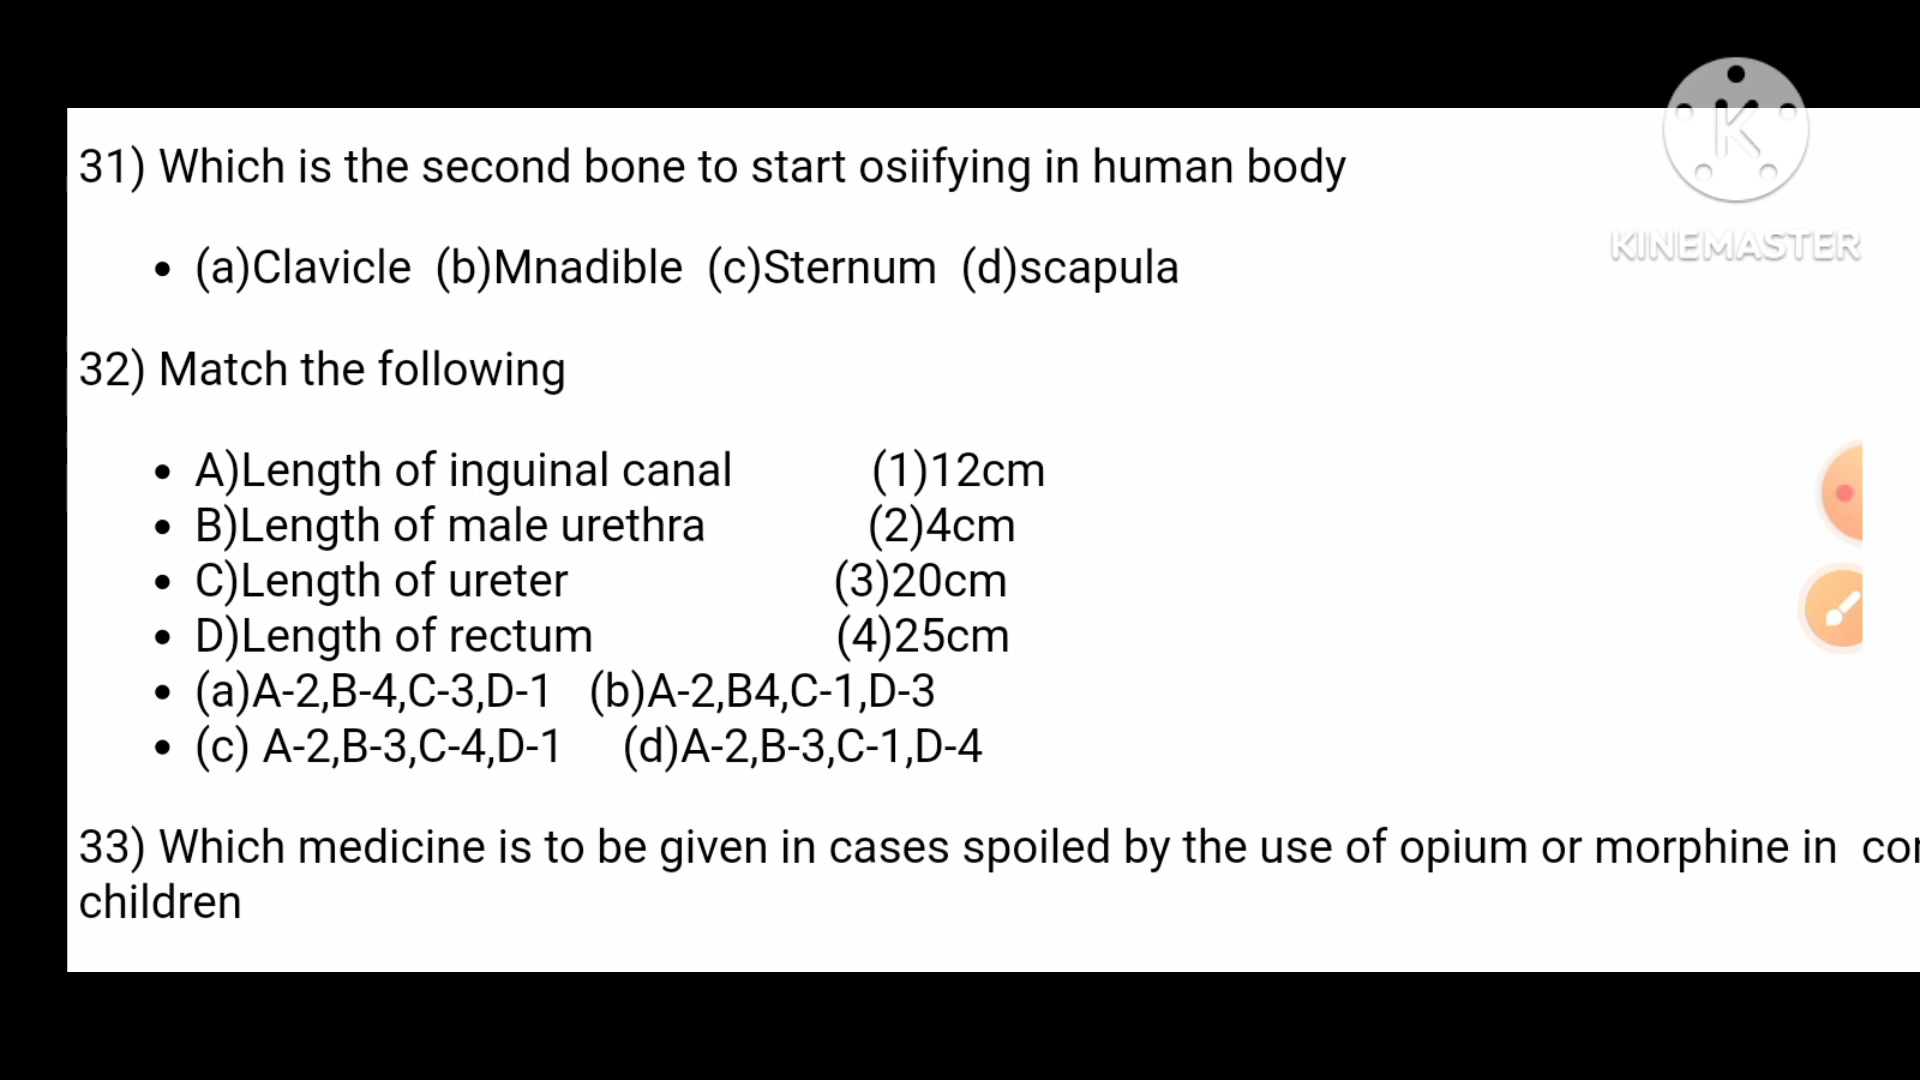 K
KINEMASTER
31) Which is the second bone to start osiifying in human body
• (a)Clavicle (b)Mnadible (c)Sternum (d)scapula
32) Match the following
• A)Length of inguinal canal (1)12cm
• B)Length of male urethra (2)4cm
• C)Length of ureter (3)20cm
• D)Length of rectum (4)25cm
• (a)A-2,B-4,C-3,D-1 (b)A-2,B4,C-1,D-3
• (c) A-2,B-3,C-4,D-1 (d)A-2,B-3,C-1,D-4
33) Which medicine is to be given in cases spoiled by the use of opium or morphine in
children